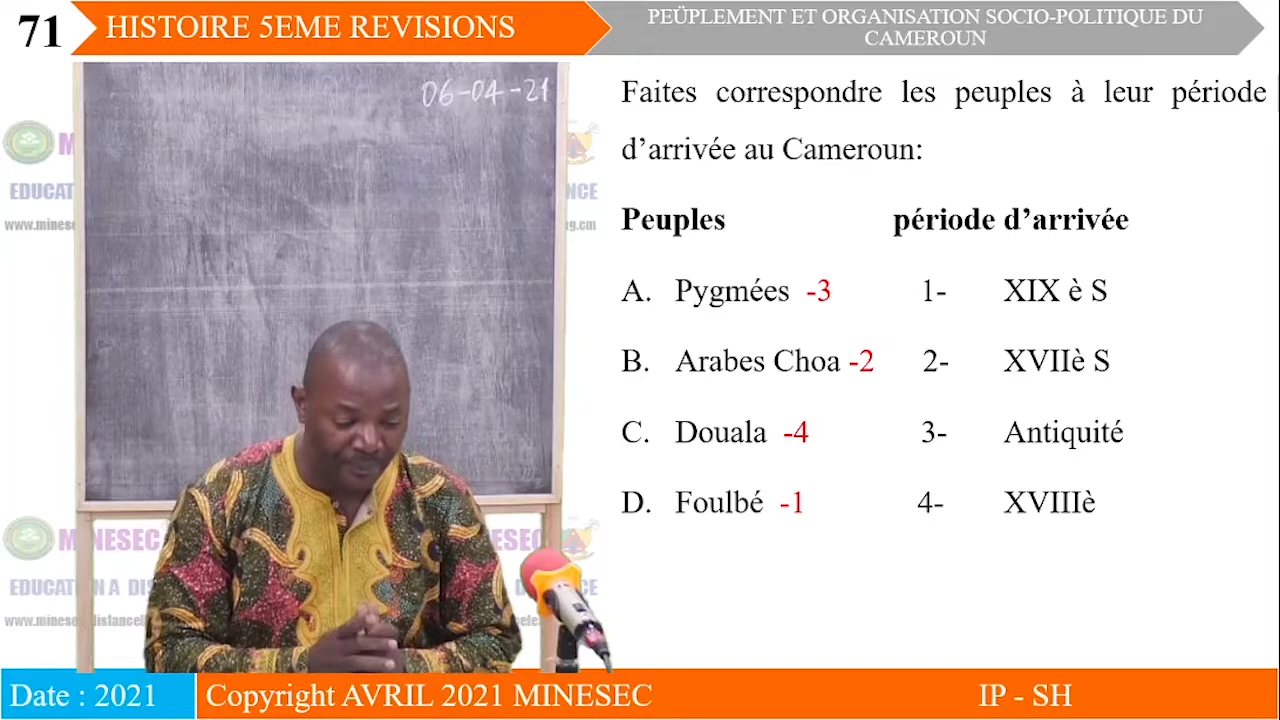 71
HISTOIRE 5EME REVISIONS
PEÜPLEMENT ET ORGANISATION SOCIO-POLITIQUE DU
CAMEROUN
06-04-21
Faites correspondre les peuples à leur période
d’arrivée au Cameroun:
Peuples période d’arrivée
A. Pygmées -3 1- XIX è S
B. Arabes Choa -2 2- XVIIè S
C. Douala -4 3- Antiquité
D. Foulbé -1 4- XVIIIè
MINESEC
Date : 2021
Copyright AVRIL 2021 MINESEC
IP - SH